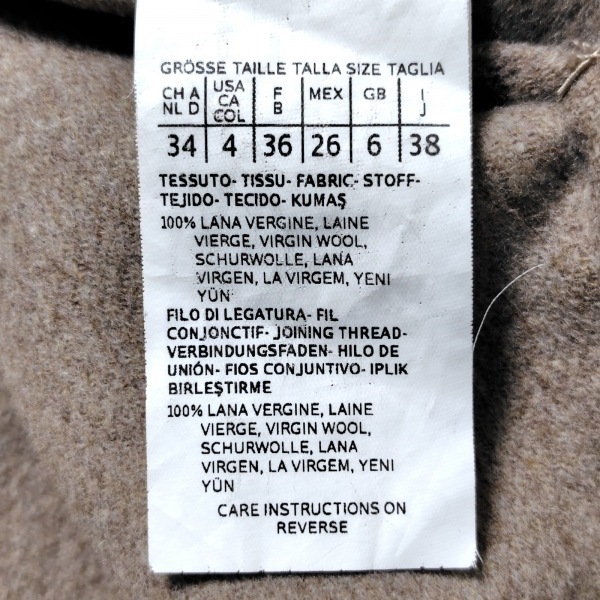 GRÖSSE TAILLE TALLA SIZE TAGLIA
CH A USA F MEX GB I
NL D CA B J
COL
34 4 36 26 6 38
TESSUTO- TISSU- FABRIC- STOFF-
TEJIDO- TECIDO- KUMAŞ
100% LANA VERGINE, LAINE
VIERGE, VIRGIN WOOL,
SCHURWOLLE, LANA
VIRGEN, LA VIRGEM, YENI
YÜN
FILO DI LEGATURA- FIL
CONJONCTIF- JOINING THREAD-
VERBINDUNGSFADEN- HILO DE
UNIÓN- FIOS CONJUNTIVO- IPLIK
BIRLEŞTIRME
100% LANA VERGINE, LAINE
VIERGE, VIRGIN WOOL,
SCHURWOLLE, LANA
VIRGEN, LA VIRGEM, YENI
YÜN
CARE INSTRUCTIONS ON
REVERSE